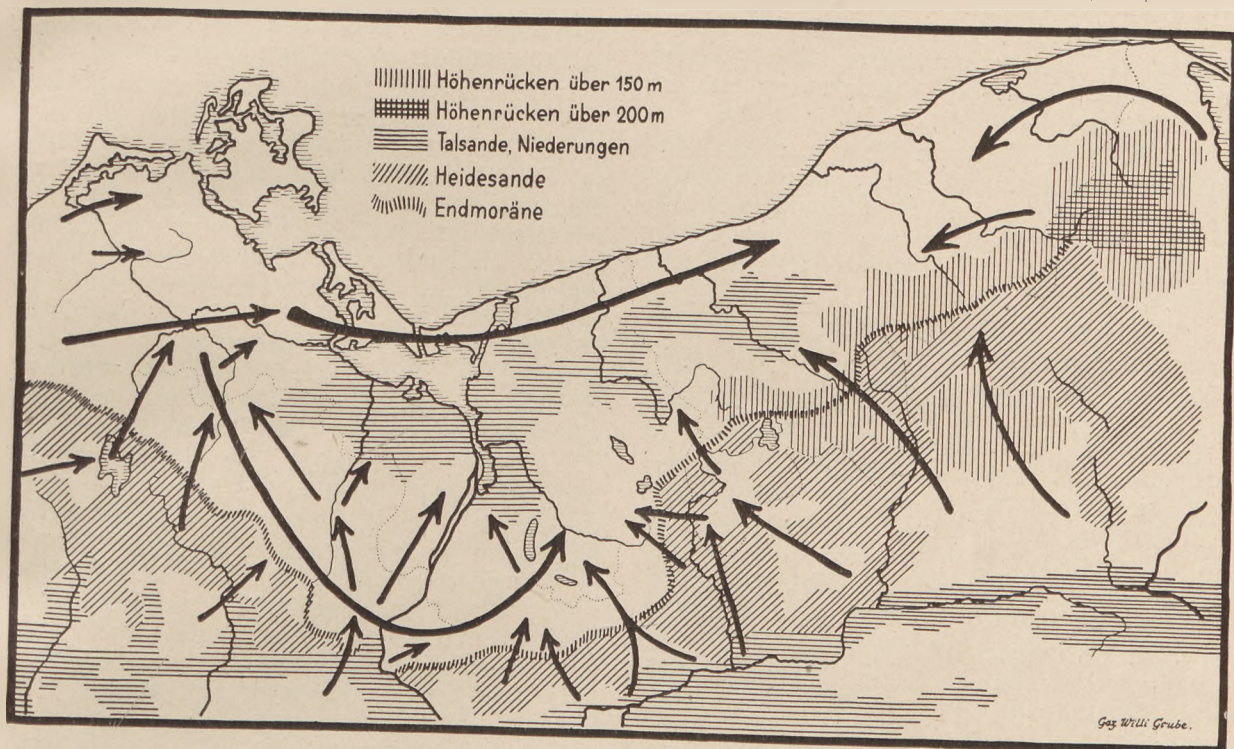 Höhenrücken über 150 m
Höhenrücken über 200 m
Talsande, Niederungen
Heidesande
Endmoräne
Gez Willi Grube.